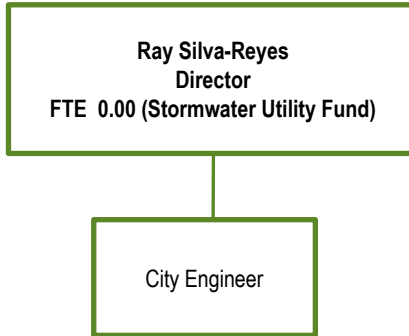 Ray Silva-Reyes
Director
FTE 0.00 (Stormwater Utility Fund)
City Engineer